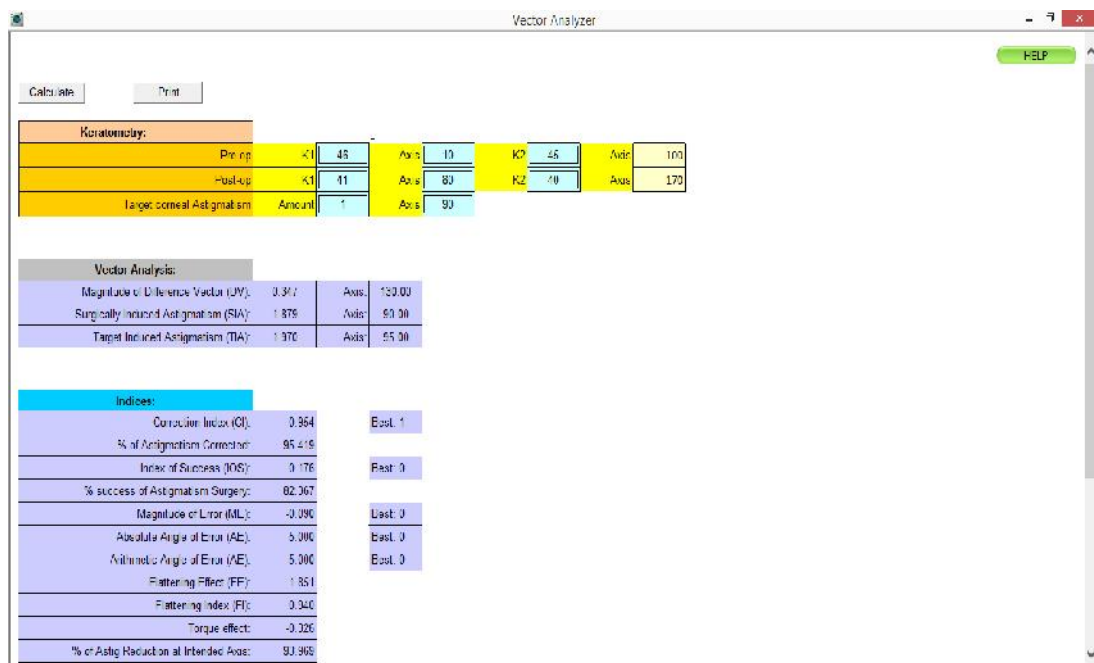 Vector Analyzer
HELP
Calculate Print
Keratometry:
Pre-op K1 46 Axis 10 K2 45 Axis 100
Post-op K1 41 Axis 80 K2 40 Axis 170
Target corneal Astigmatism Amount 1 Axis 90
Vector Analysis:
Magnitude of Difference Vector (DV): 0.347 Axis: 130.00
Surgically Induced Astigmatism (SIA): 1.879 Axis: 90.00
Target Induced Astigmatism (TIA): 1.970 Axis: 95.00
Indices:
Correction Index (CI): 0.954 Best: 1
% of Astigmatism Corrected: 95.419
Index of Success (IOS): 0.176 Best: 0
% success of Astigmatism Surgery: 82.367
Magnitude of Error (ME): -0.090 Best: 0
Absolute Angle of Error (AE): 5.000 Best: 0
Arithmetic Angle of Error (AE): 5.000 Best: 0
Flattening Effect (FE): 1.851
Flattening Index (FI): 0.940
Torque effect: -0.326
% of Astig Reduction at Intended Axis: 93.969